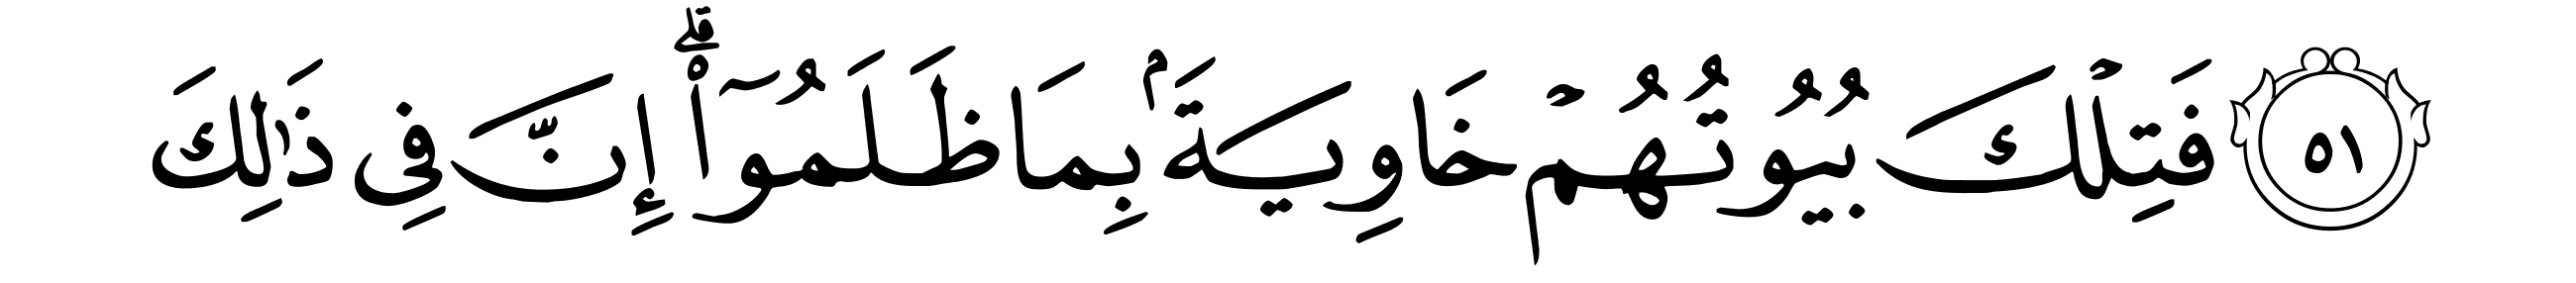 ٥١ فَتِلْكَ بُيُوتُهُمْ خَاوِيَةًۢ بِمَا ظَلَمُوٓا۟ ۗ إِنَّ فِى ذَٰلِكَ